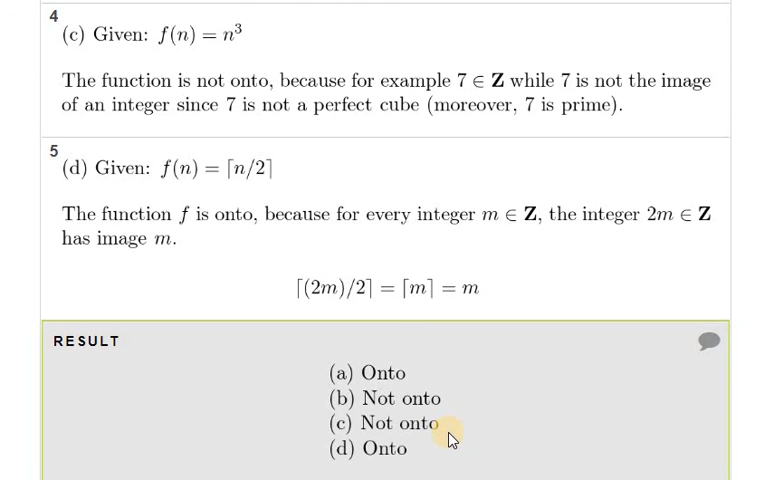 4
(c) Given: f(n) = n³
The function is not onto, because for example 7 ∈ Z while 7 is not the image
of an integer since 7 is not a perfect cube (moreover, 7 is prime).
5
(d) Given: f(n) = ⌈n/2⌉
The function f is onto, because for every integer m ∈ Z, the integer 2m ∈ Z
has image m.
⌈(2m)/2⌉ = ⌈m⌉ = m
RESULT
(a) Onto
(b) Not onto
(c) Not onto
(d) Onto